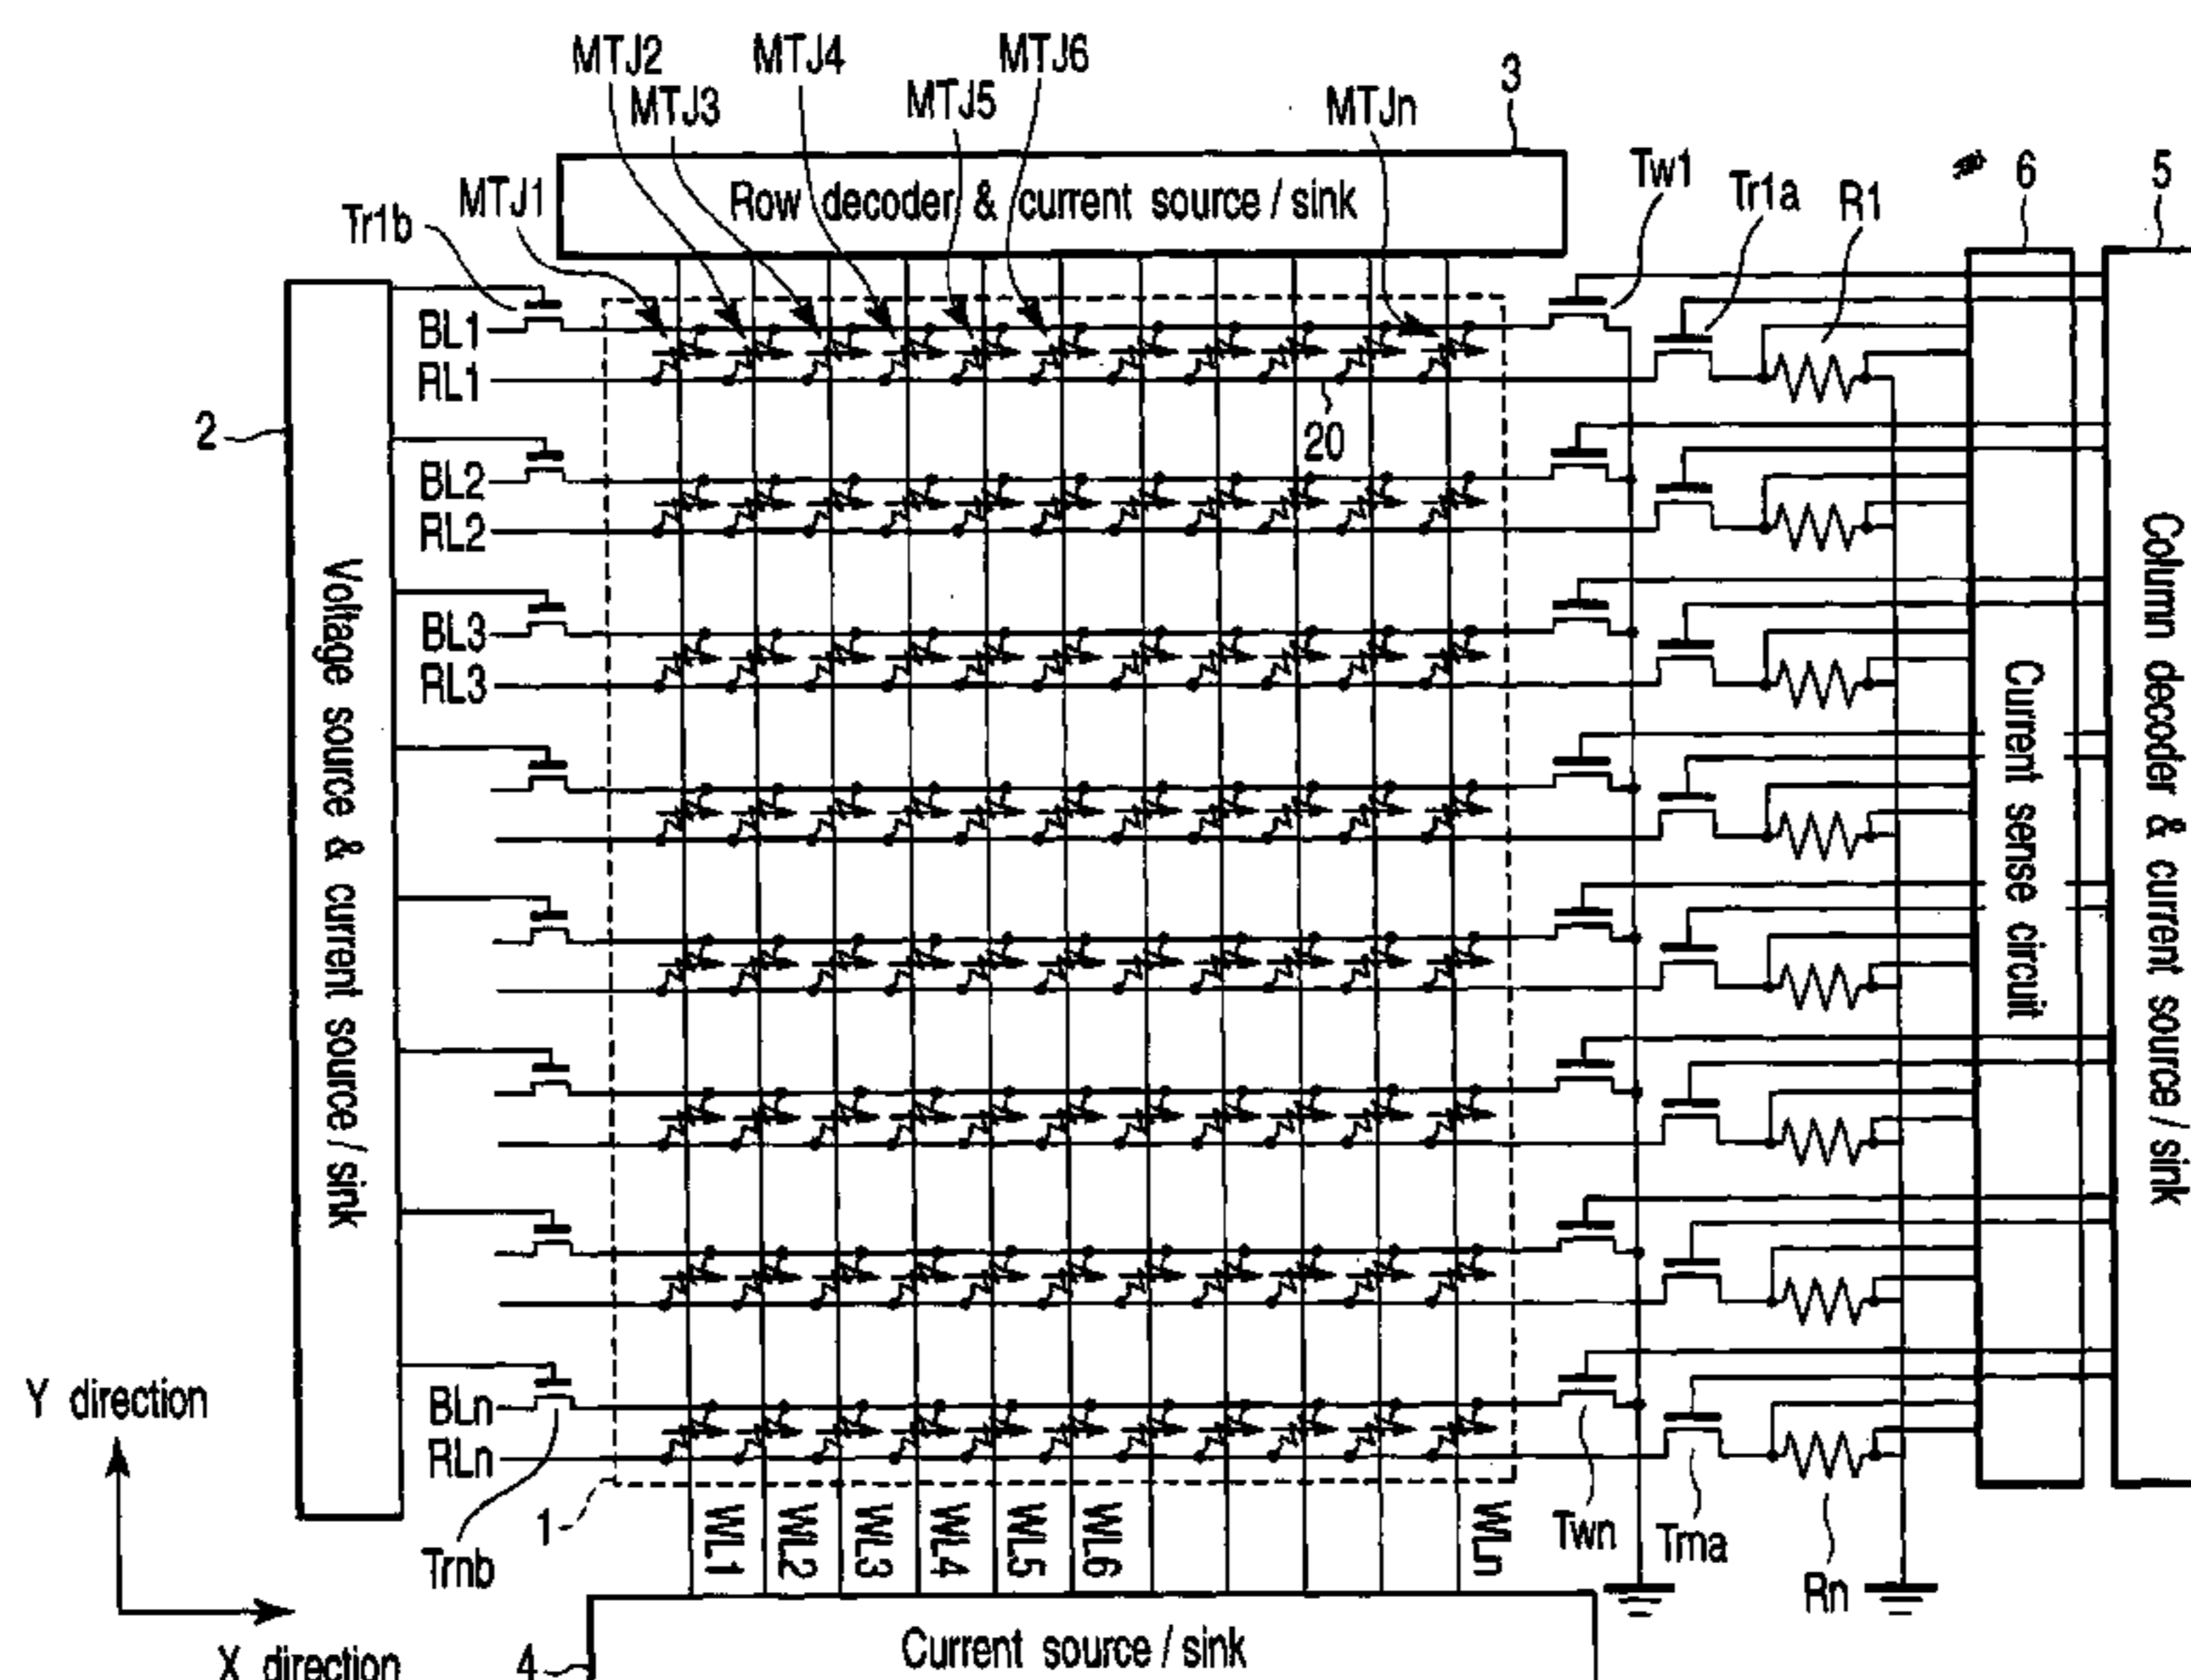 MTJ2
MTJ4
MTJ6
3
MTJ3
MTJ5
MTJn
Tw1
6
5
MTJ1
Row decoder & current source / sink
Tr1a
R1
Tr1b
BL1
RL1
2
20
BL2
RL2
BL3
RL3
Voltage source & current source / sink
Current sense circuit
Column decoder & current source / sink
Y direction
BLn
RLn
1
WL1
WL2
WL3
WL4
WL5
WL6
WLn
Trnb
Twn
Trna
Rn
X direction
4
Current source / sink